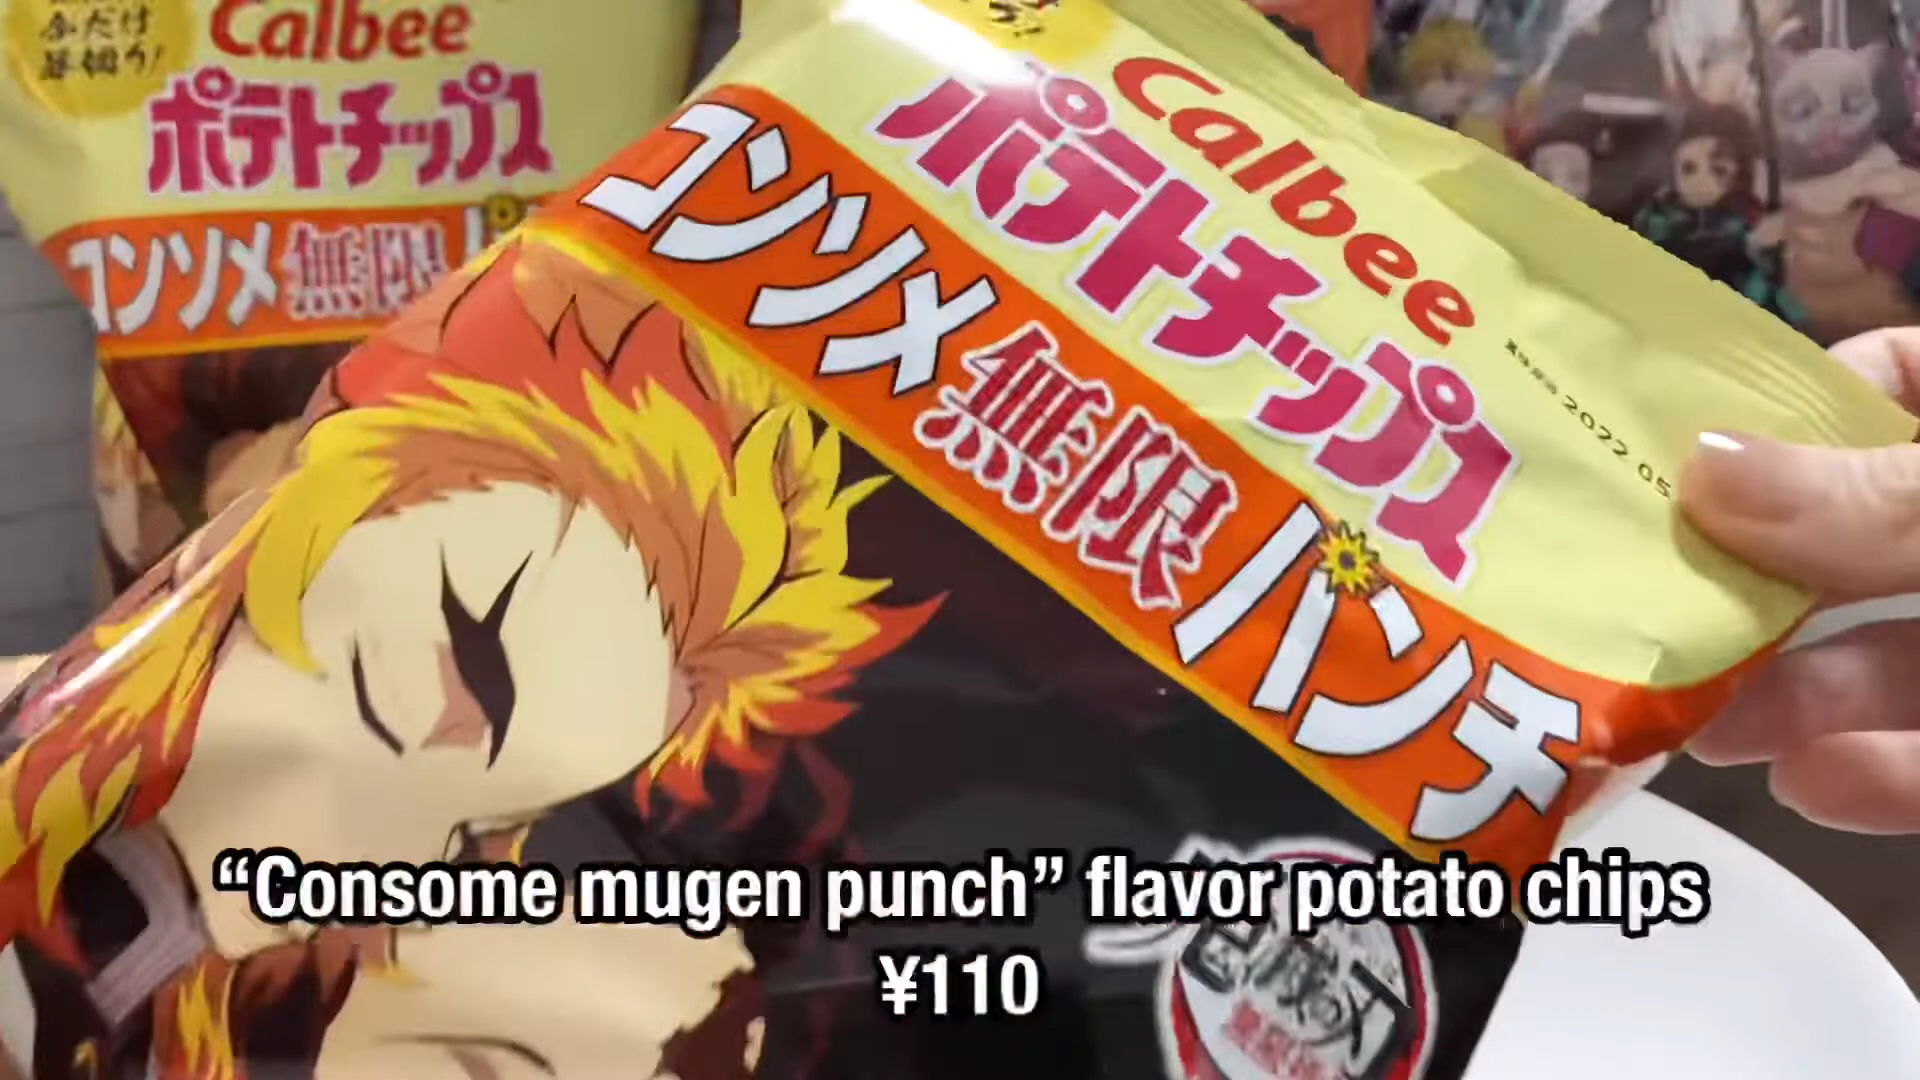 Calbee
ポテトチップス
コンソメ無限
Calbee
ポテトチップス
コンソメ無限パンチ
2022 05
“Consome mugen punch” flavor potato chips
¥110